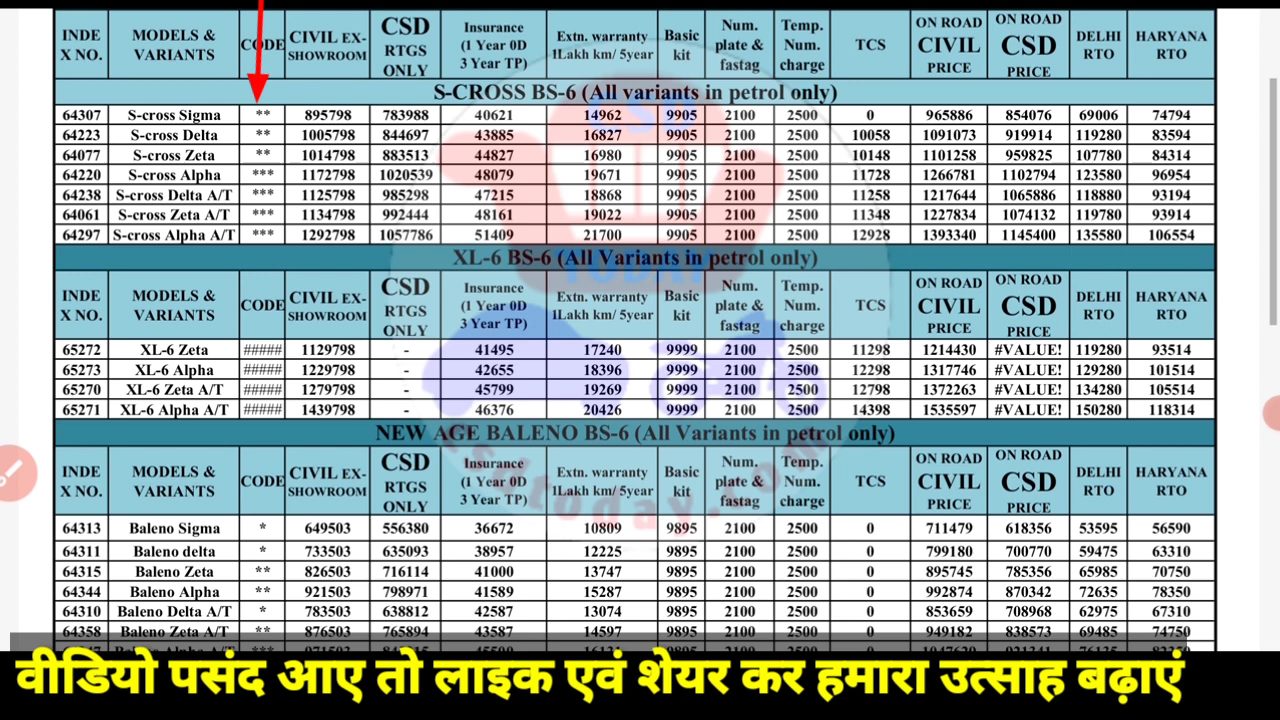 INDE X NO. MODELS & VARIANTS CODE CIVIL EX-SHOWROOM CSD RTGS ONLY Insurance (1 Year 0D 3 Year TP) Extn. warranty 1Lakh km/ 5year Basic kit Num. plate & fastag Temp. Num. charge TCS ON ROAD CIVIL PRICE ON ROAD CSD PRICE DELHI RTO HARYANA RTO
S-CROSS BS-6 (All variants in petrol only)
64307 S-cross Sigma ** 895798 783988 40621 14962 9905 2100 2500 0 965886 854076 69006 74794
64223 S-cross Delta ** 1005798 844697 43885 16827 9905 2100 2500 10058 1091073 919914 119280 83594
64077 S-cross Zeta ** 1014798 883513 44827 16980 9905 2100 2500 10148 1101258 959825 107780 84314
64220 S-cross Alpha *** 1172798 1020539 48079 19671 9905 2100 2500 11728 1266781 1102794 123580 96954
64238 S-cross Delta A/T *** 1125798 985298 47215 18868 9905 2100 2500 11258 1217644 1065886 118880 93194
64061 S-cross Zeta A/T *** 1134798 992444 48161 19022 9905 2100 2500 11348 1227834 1074132 119780 93914
64297 S-cross Alpha A/T *** 1292798 1057786 51409 21700 9905 2100 2500 12928 1393340 1145400 135580 106554
XL-6 BS-6 (All Variants in petrol only)
INDE X NO. MODELS & VARIANTS CODE CIVIL EX-SHOWROOM CSD RTGS ONLY Insurance (1 Year 0D 3 Year TP) Extn. warranty 1Lakh km/ 5year Basic kit Num. plate & fastag Temp. Num. charge TCS ON ROAD CIVIL PRICE ON ROAD CSD PRICE DELHI RTO HARYANA RTO
65272 XL-6 Zeta ##### 1129798 - 41495 17240 9999 2100 2500 11298 1214430 #VALUE! 119280 93514
65273 XL-6 Alpha ##### 1229798 - 42655 18396 9999 2100 2500 12298 1317746 #VALUE! 129280 101514
65270 XL-6 Zeta A/T ##### 1279798 - 45799 19269 9999 2100 2500 12798 1372263 #VALUE! 134280 105514
65271 XL-6 Alpha A/T ##### 1439798 - 46376 20426 9999 2100 2500 14398 1535597 #VALUE! 150280 118314
NEW AGE BALENO BS-6 (All Variants in petrol only)
INDE X NO. MODELS & VARIANTS CODE CIVIL EX-SHOWROOM CSD RTGS ONLY Insurance (1 Year 0D 3 Year TP) Extn. warranty 1Lakh km/ 5year Basic kit Num. plate & fastag Temp. Num. charge TCS ON ROAD CIVIL PRICE ON ROAD CSD PRICE DELHI RTO HARYANA RTO
64313 Baleno Sigma * 649503 556380 36672 10809 9895 2100 2500 0 711479 618356 53595 56590
64311 Baleno delta * 733503 635093 38957 12225 9895 2100 2500 0 799180 700770 59475 63310
64315 Baleno Zeta ** 826503 716114 41000 13747 9895 2100 2500 0 895745 785356 65985 70750
64344 Baleno Alpha ** 921503 798971 41589 15287 9895 2100 2500 0 992874 870342 72635 78350
64310 Baleno Delta A/T * 783503 638812 42587 13074 9895 2100 2500 0 853659 708968 62975 67310
64358 Baleno Zeta A/T ** 876503 765894 43587 14597 9895 2100 2500 0 949182 838573 69485 74750
CSD
TODAY
csdtoday.com
वीडियो पसंद आए तो लाइक एवं शेयर कर हमारा उत्साह बढ़ाएं